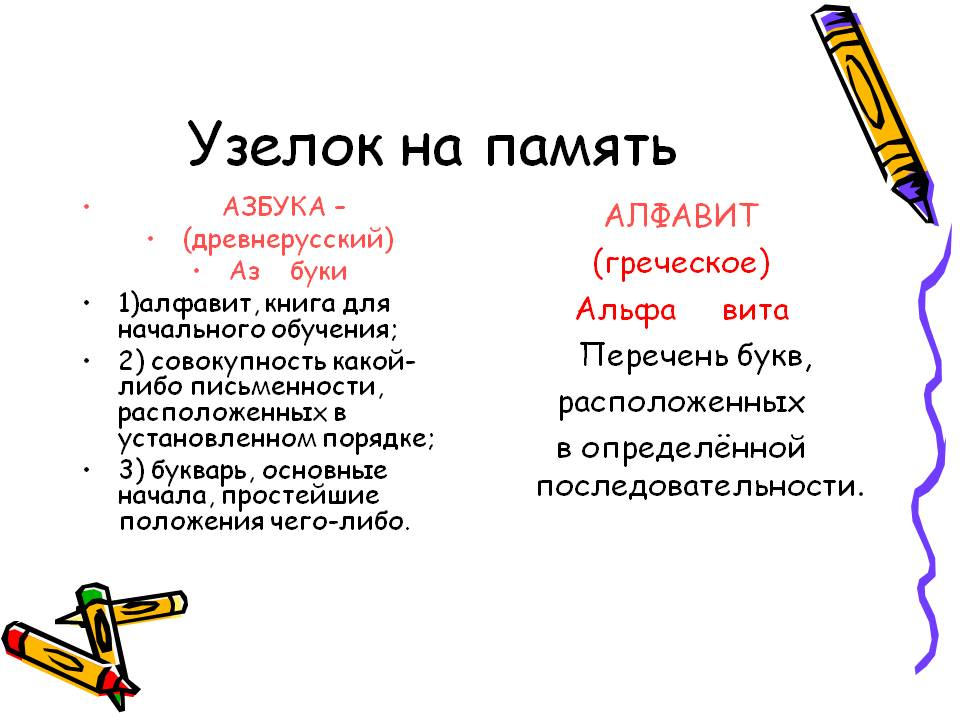 Узелок на память
• АЗБУКА –
• (древнерусский)
• Аз буки
• 1)алфавит, книга для
начального обучения;
• 2) совокупность какой-
либо письменности,
расположенных в
установленном порядке;
• 3) букварь, основные
начала, простейшие
положения чего-либо.
АЛФАВИТ
(греческое)
Альфа вита
Перечень букв,
расположенных
в определённой
последовательности.